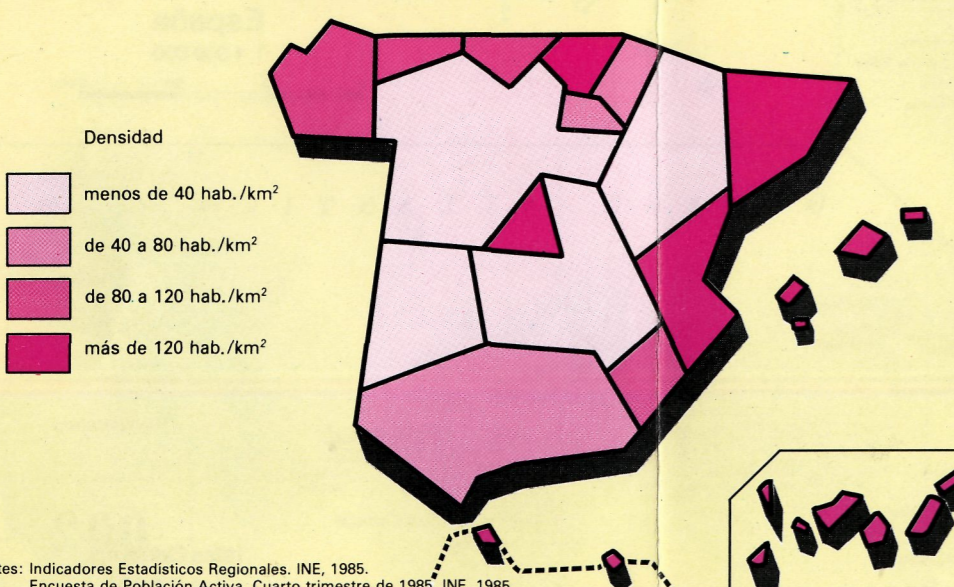 Densidad
menos de 40 hab./km²
de 40 a 80 hab./km²
de 80 a 120 hab./km²
más de 120 hab./km²
tes: Indicadores Estadísticos Regionales. INE, 1985.
Encuesta de Población Activa. Cuarto trimestre de 1985. INE, 1985